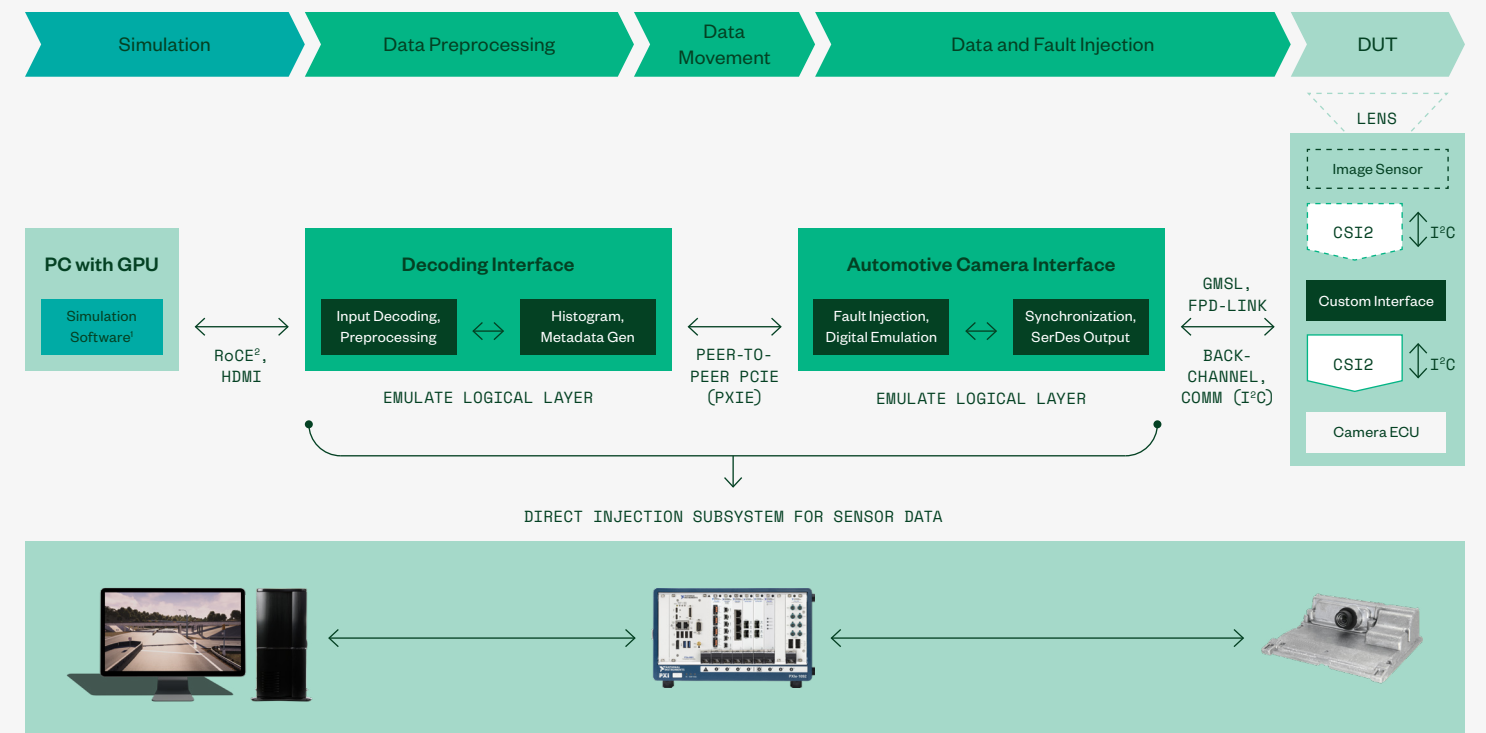 Simulation
Data Preprocessing
Data
Movement
Data and Fault Injection
DUT
LENS
Image Sensor
CSI2
I²C
PC with GPU
Simulation
Software¹
RoCE²,
HDMI
Decoding Interface
Input Decoding,
Preprocessing
Histogram,
Metadata Gen
EMULATE LOGICAL LAYER
PEER-TO-
PEER PCIE
(PXIE)
Automotive Camera Interface
Fault Injection,
Digital Emulation
Synchronization,
SerDes Output
EMULATE LOGICAL LAYER
GMSL,
FPD-LINK
BACK-
CHANNEL,
COMM (I²C)
Custom Interface
CSI2
I²C
Camera ECU
DIRECT INJECTION SUBSYSTEM FOR SENSOR DATA
PXI